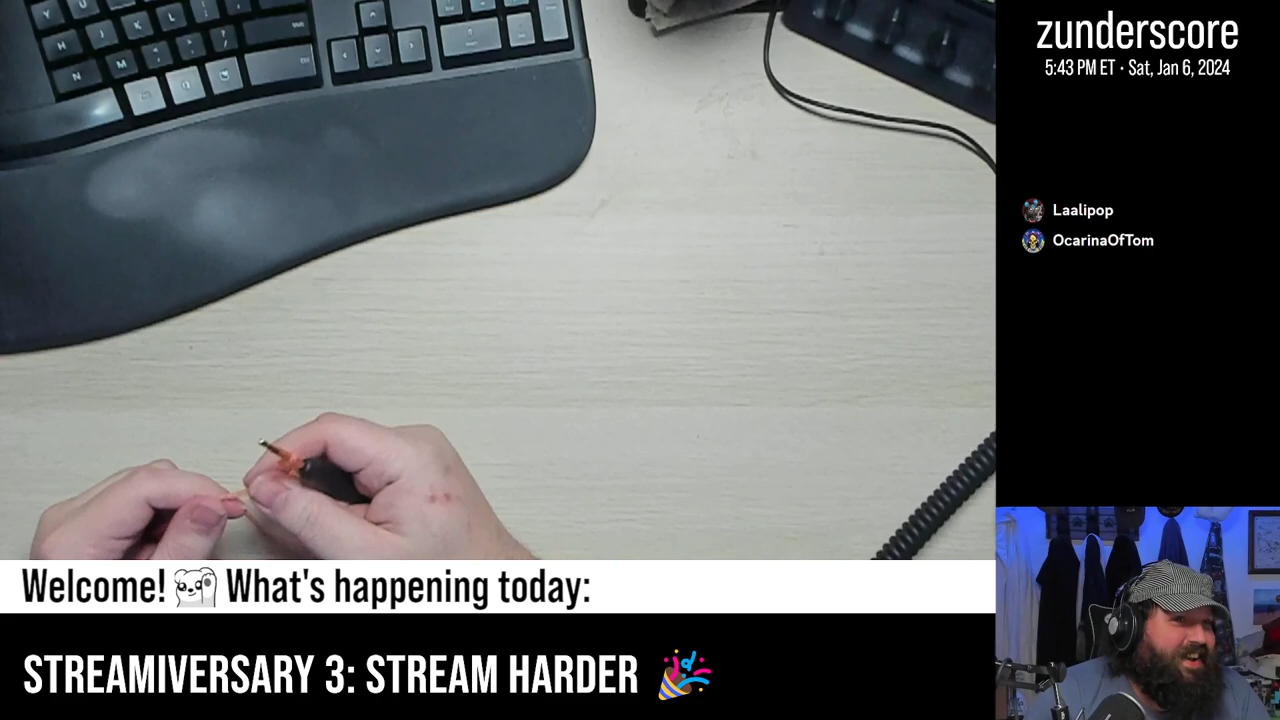 zunderscore
5:43 PM ET • Sat, Jan 6, 2024
Laalipop
OcarinaOfTom
Welcome! What's happening today:
STREAMIVERSARY 3: STREAM HARDER